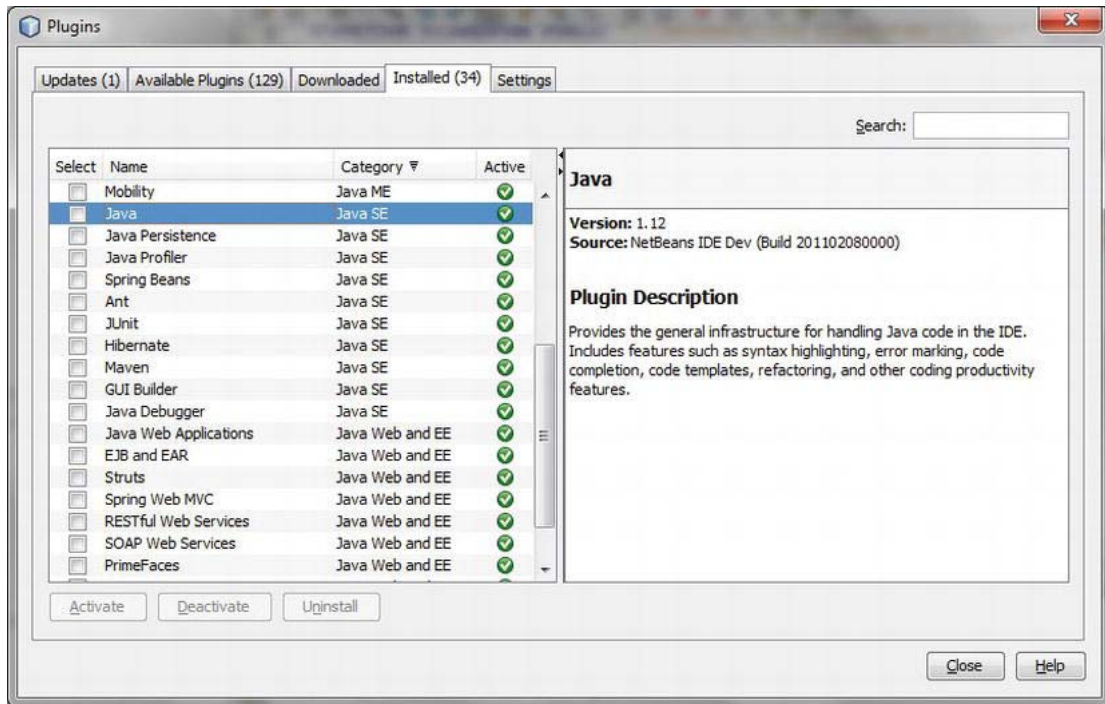 Plugins
Updates (1) Available Plugins (129) Downloaded Installed (34) Settings
Search:
Select Name Category Active
Mobility Java ME
Java Java SE
Java Persistence Java SE
Java Profiler Java SE
Spring Beans Java SE
Ant Java SE
JUnit Java SE
Hibernate Java SE
Maven Java SE
GUI Builder Java SE
Java Debugger Java SE
Java Web Applications Java Web and EE
EJB and EAR Java Web and EE
Struts Java Web and EE
Spring Web MVC Java Web and EE
RESTful Web Services Java Web and EE
SOAP Web Services Java Web and EE
PrimeFaces Java Web and EE
Java
Version: 1.12
Source: NetBeans IDE Dev (Build 201102080000)
Plugin Description
Provides the general infrastructure for handling Java code in the IDE.
Includes features such as syntax highlighting, error marking, code
completion, code templates, refactoring, and other coding productivity
features.
Activate Deactivate Uninstall
Close Help